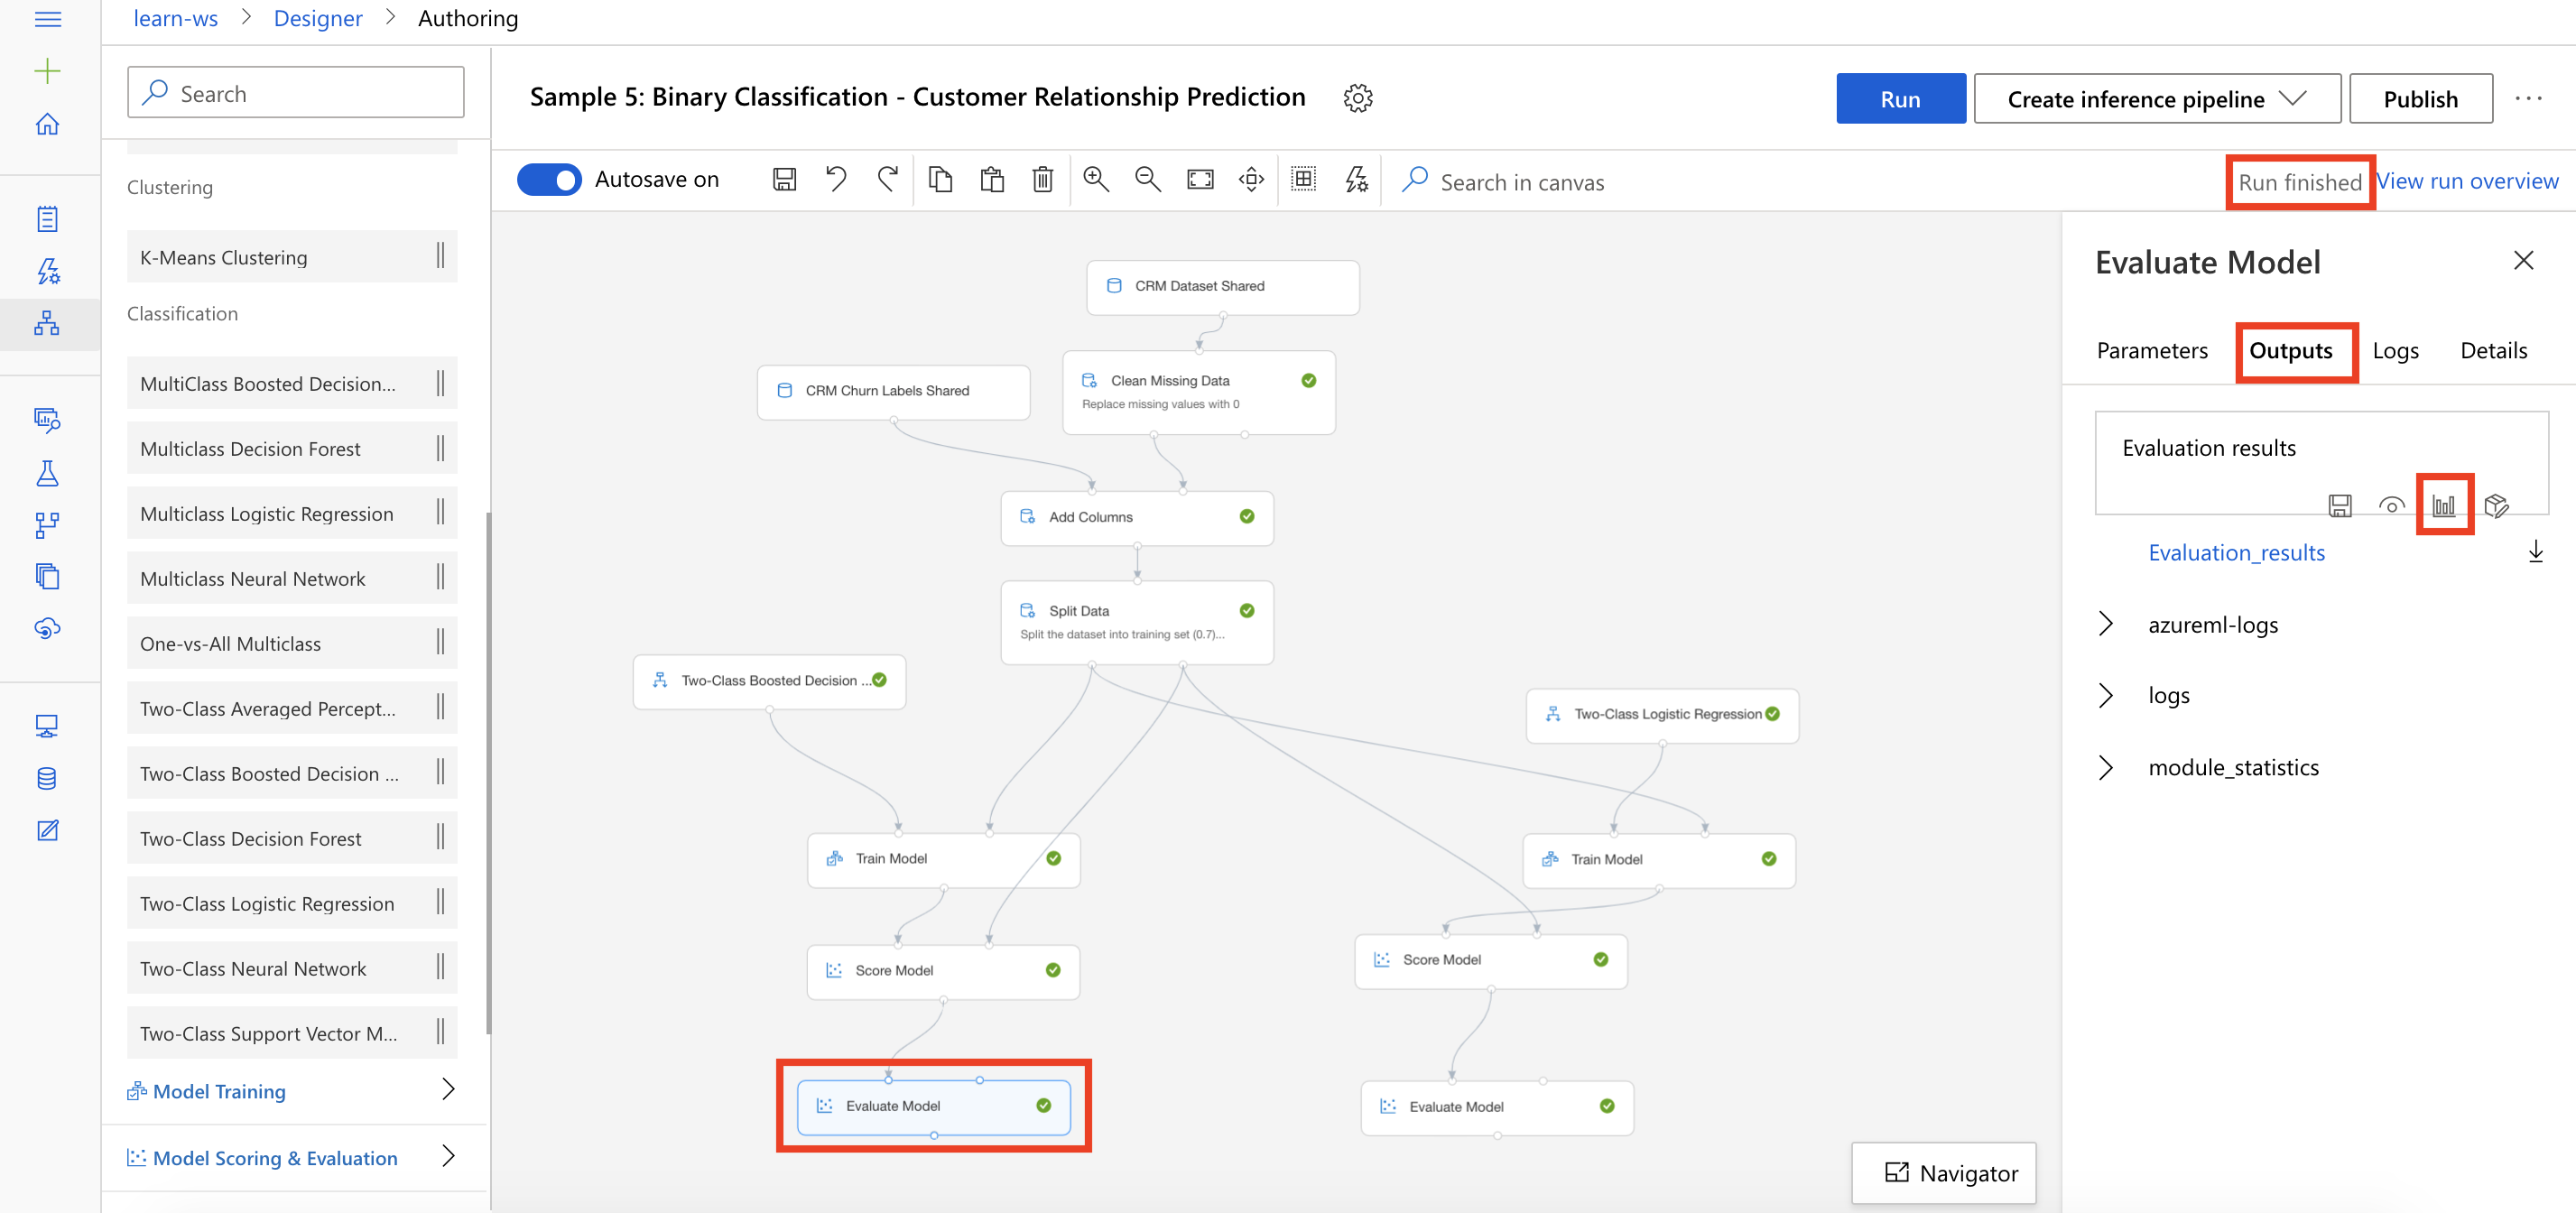 learn-ws > Designer > Authoring
Search
Sample 5: Binary Classification - Customer Relationship Prediction
Run
Create inference pipeline
Publish
Autosave on
Search in canvas
Run finished
View run overview
Clustering
K-Means Clustering
Classification
MultiClass Boosted Decision...
Multiclass Decision Forest
Multiclass Logistic Regression
Multiclass Neural Network
One-vs-All Multiclass
Two-Class Averaged Percept...
Two-Class Boosted Decision ...
Two-Class Decision Forest
Two-Class Logistic Regression
Two-Class Neural Network
Two-Class Support Vector M...
Model Training
Model Scoring & Evaluation
CRM Dataset Shared
CRM Churn Labels Shared
Clean Missing Data
Replace missing values with 0
Add Columns
Split Data
Split the dataset into training set (0.7)...
Two-Class Boosted Decision ...
Two-Class Logistic Regression
Train Model
Train Model
Score Model
Score Model
Evaluate Model
Evaluate Model
Navigator
Evaluate Model
Parameters
Outputs
Logs
Details
Evaluation results
Evaluation_results
azureml-logs
logs
module_statistics